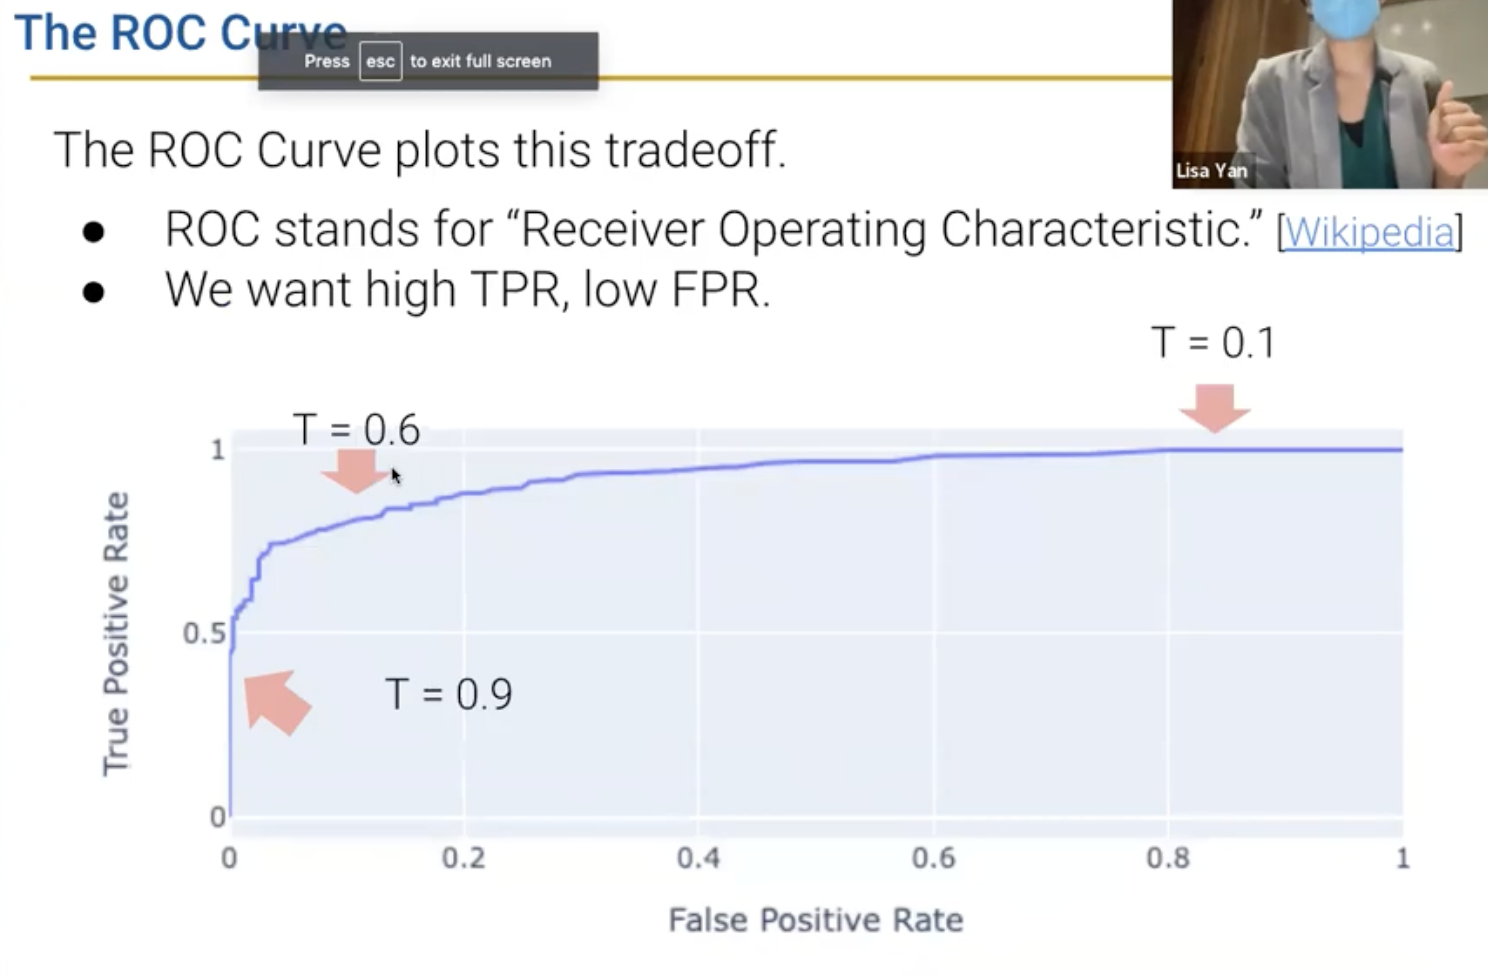 The ROC Curve
Press esc to exit full screen
Lisa Yan
The ROC Curve plots this tradeoff.
● ROC stands for “Receiver Operating Characteristic.” [Wikipedia]
● We want high TPR, low FPR.
T = 0.1
T = 0.6
1
True Positive Rate
0.5
T = 0.9
0
0 0.2 0.4 0.6 0.8 1
False Positive Rate